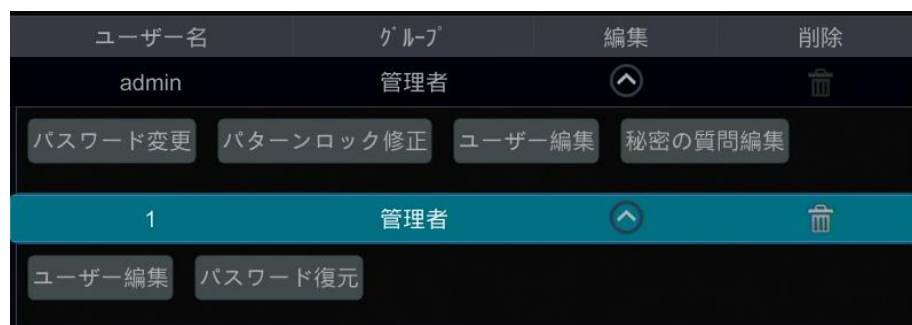 ユーザー名 ｸﾞﾙｰﾌﾟ 編集 削除
admin 管理者
パスワード変更 パターンロック修正 ユーザー編集 秘密の質問編集
1 管理者
ユーザー編集 パスワード復元